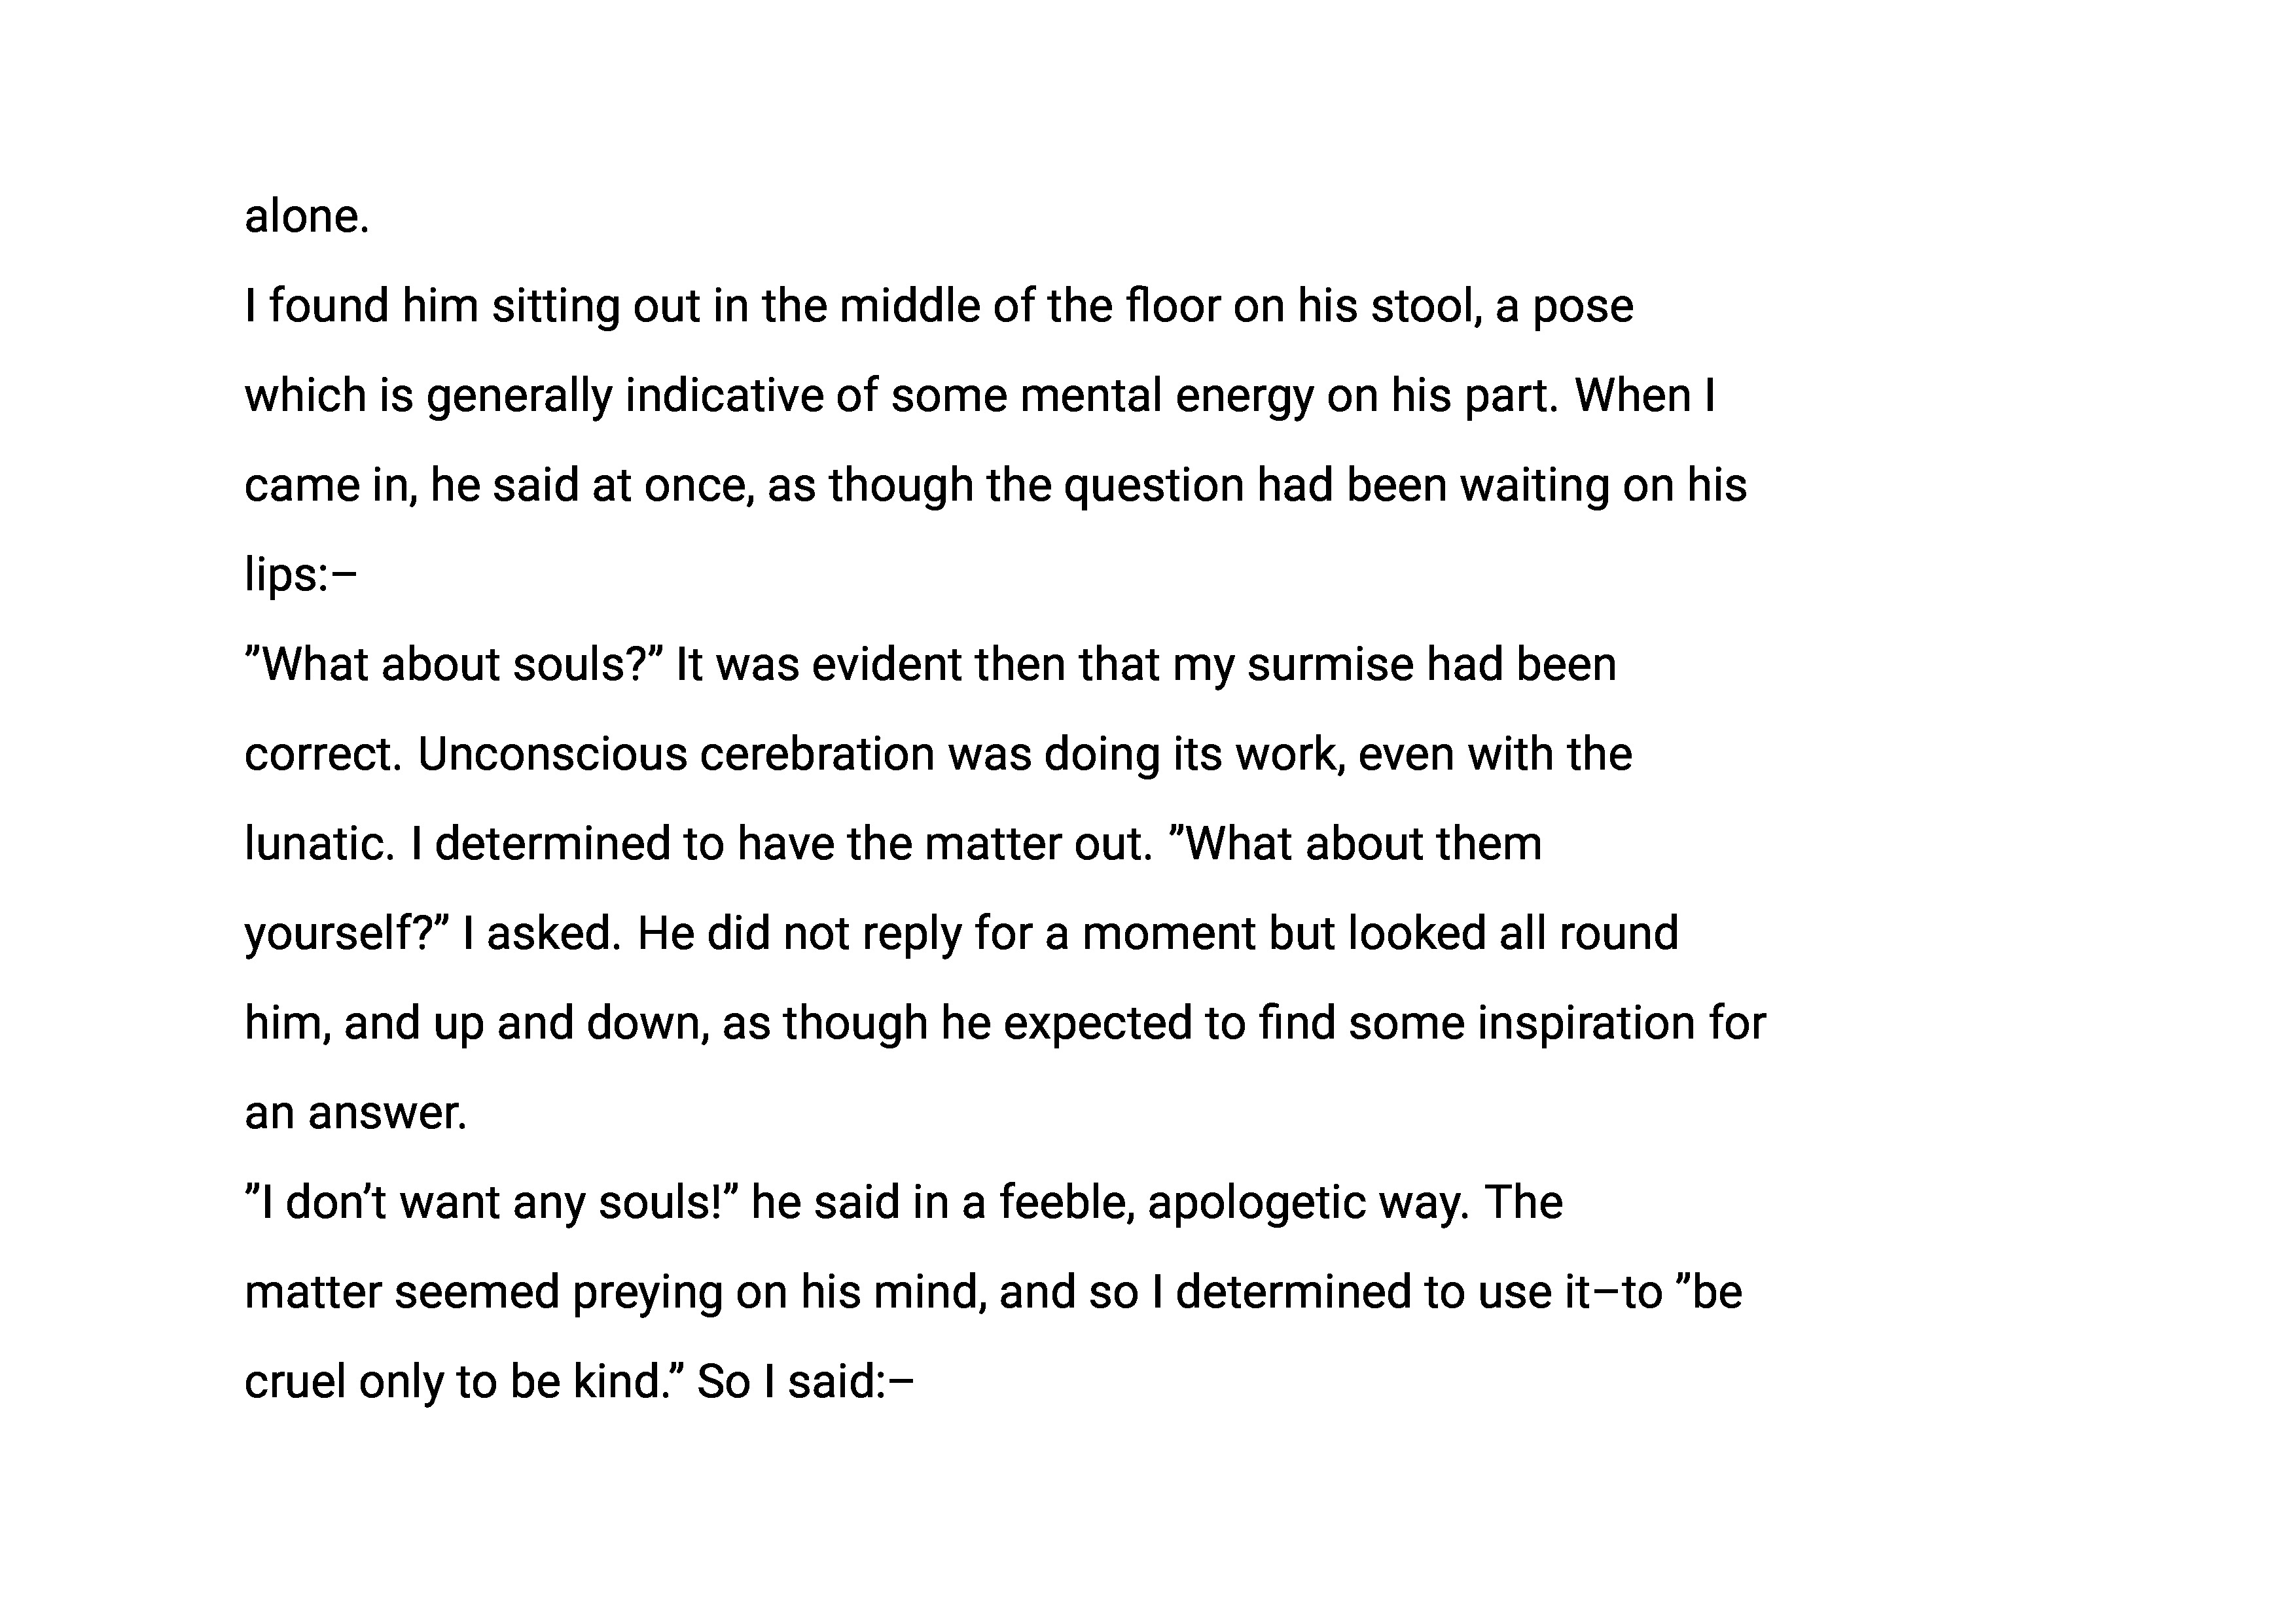 alone.
I found him sitting out in the middle of the floor on his stool, a pose
which is generally indicative of some mental energy on his part. When I
came in, he said at once, as though the question had been waiting on his
lips:–
”What about souls?” It was evident then that my surmise had been
correct. Unconscious cerebration was doing its work, even with the
lunatic. I determined to have the matter out. ”What about them
yourself?” I asked. He did not reply for a moment but looked all round
him, and up and down, as though he expected to find some inspiration for
an answer.
”I don’t want any souls!” he said in a feeble, apologetic way. The
matter seemed preying on his mind, and so I determined to use it–to ”be
cruel only to be kind.” So I said:–